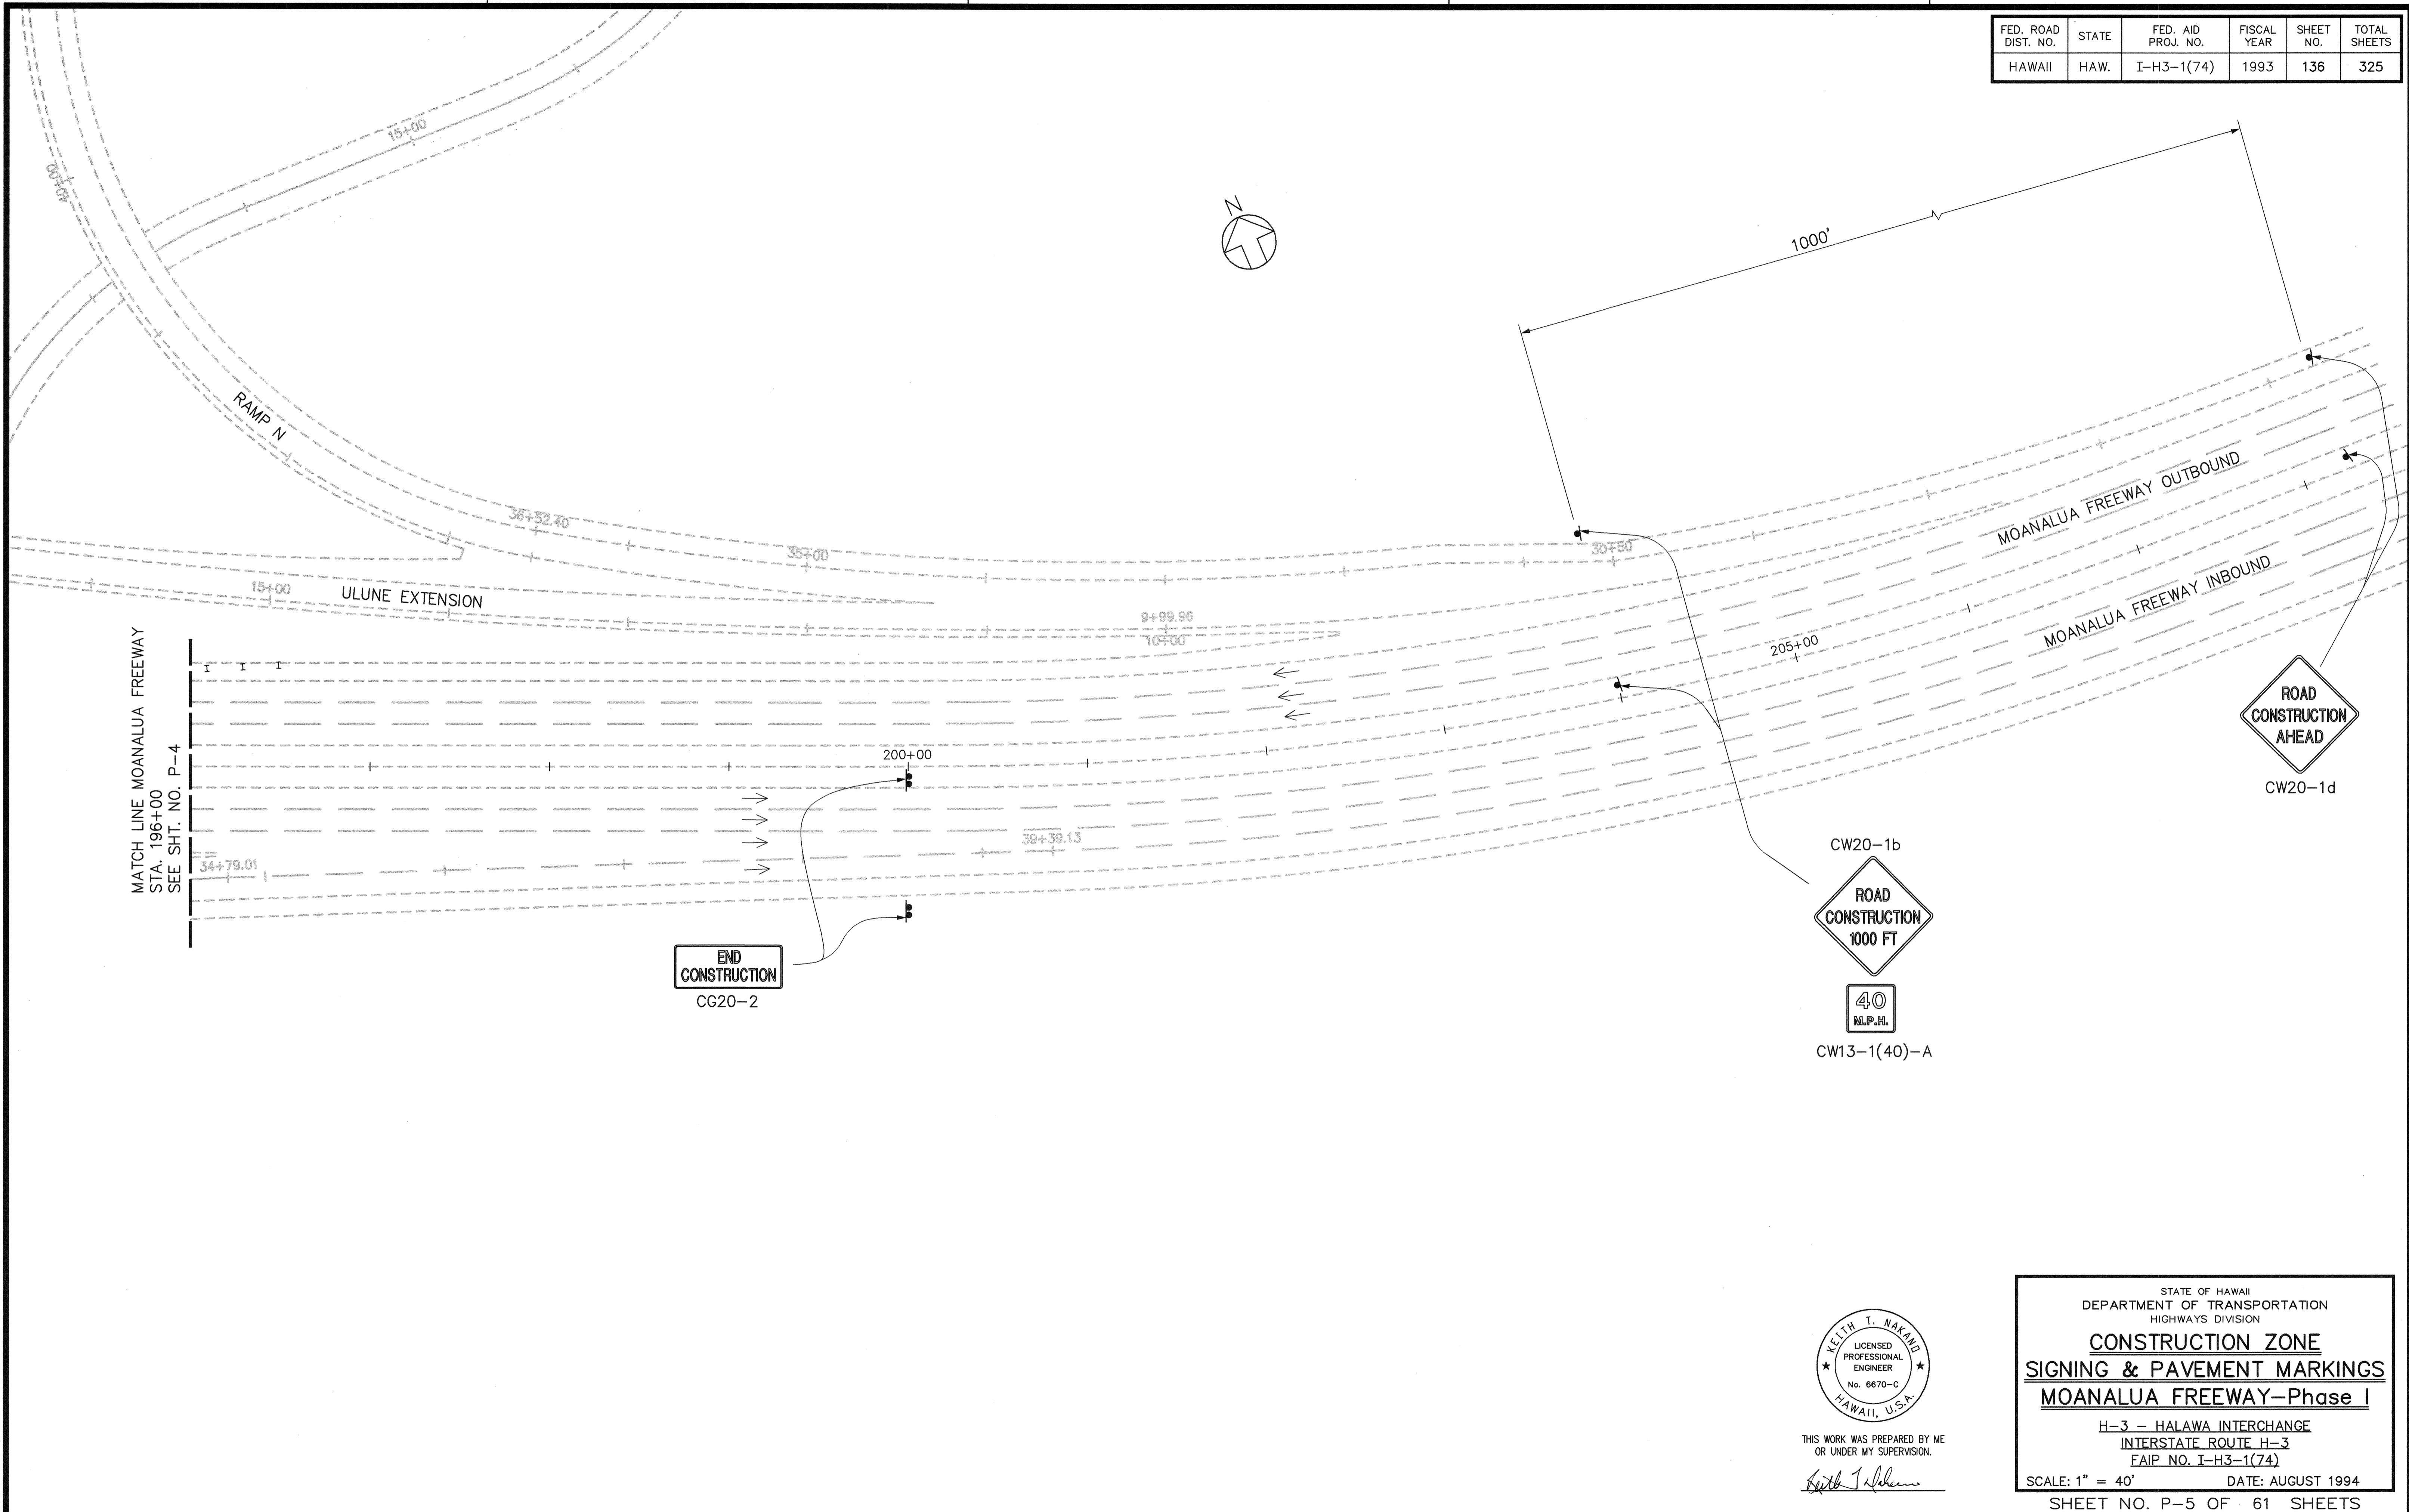 FED. ROAD DIST. NO. STATE FED. AID PROJ. NO. FISCAL YEAR SHEET NO. TOTAL SHEETS
HAWAII HAW. I-H3-1(74) 1993 136 325
15+00
40+00
N
1000'
RAMP N
36+52.40
35+00
30+50
MOANALUA FREEWAY OUTBOUND
15+00
ULUNE EXTENSION
9+99.96
10+00
MOANALUA FREEWAY INBOUND
205+00
MATCH LINE MOANALUA FREEWAY
STA. 196+00
SEE SHT. NO. P-4
I I I
200+00
ROAD
CONSTRUCTION
AHEAD
CW20-1d
34+79.01
39+39.13
CW20-1b
ROAD
CONSTRUCTION
1000 FT
40
M.P.H.
CW13-1(40)-A
END
CONSTRUCTION
CG20-2
KEITH T. NAKANO
LICENSED
PROFESSIONAL
ENGINEER
No. 6670-C
HAWAII, U.S.A.
THIS WORK WAS PREPARED BY ME
OR UNDER MY SUPERVISION.
Keith T Nakano
STATE OF HAWAII
DEPARTMENT OF TRANSPORTATION
HIGHWAYS DIVISION
CONSTRUCTION ZONE
SIGNING & PAVEMENT MARKINGS
MOANALUA FREEWAY-Phase I
H-3 - HALAWA INTERCHANGE
INTERSTATE ROUTE H-3
FAIP NO. I-H3-1(74)
SCALE: 1" = 40' DATE: AUGUST 1994
SHEET NO. P-5 OF 61 SHEETS